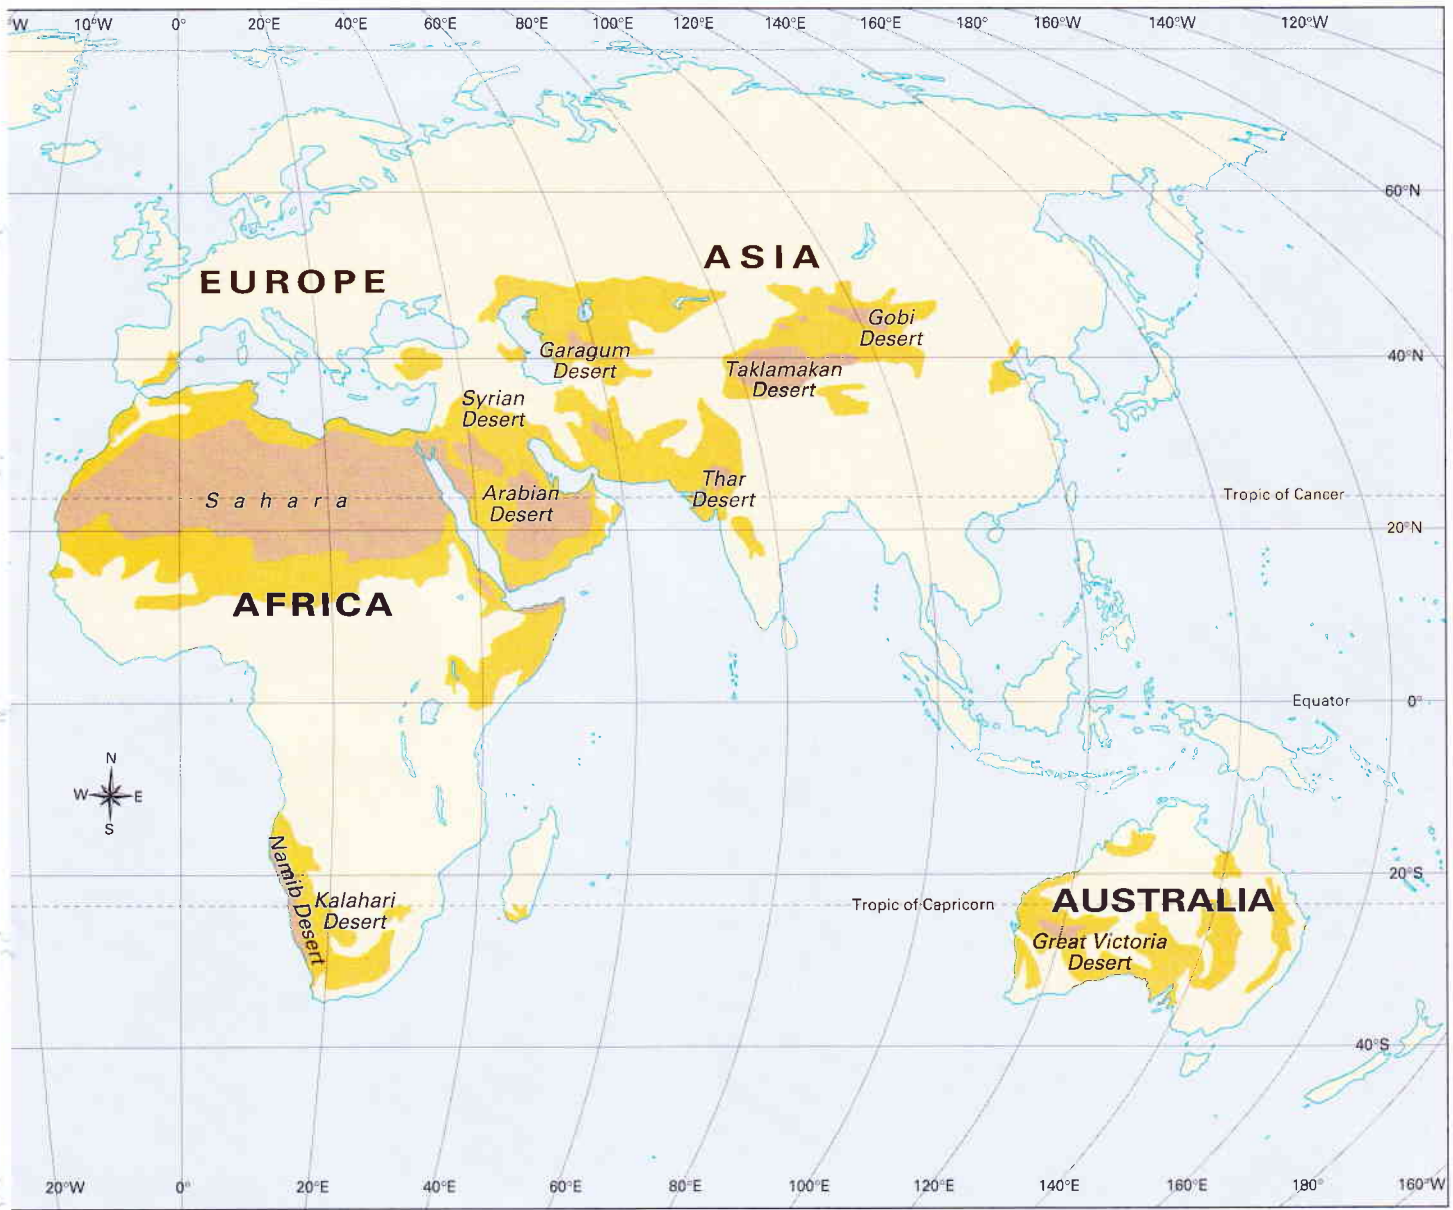 W 10°W 0° 20°E 40°E 60°E 80°E 100°E 120°E 140°E 160°E 180° 160°W 140°W 120°W
60°N
ASIA
EUROPE
Gobi
Desert
Garagum
Desert
40°N
Taklamakan
Desert
Syrian
Desert
Thar
Desert
Arabian
Desert
Sahara
Tropic of Cancer
20°N
AFRICA
Equator 0°
N
W E
S
Namib Desert
Kalahari
Desert
20°S
Tropic of Capricorn
AUSTRALIA
Great Victoria
Desert
40°S
20°W 0° 20°E 40°E 60°E 80°E 100°E 120°E 140°E 160°E 180° 160°W